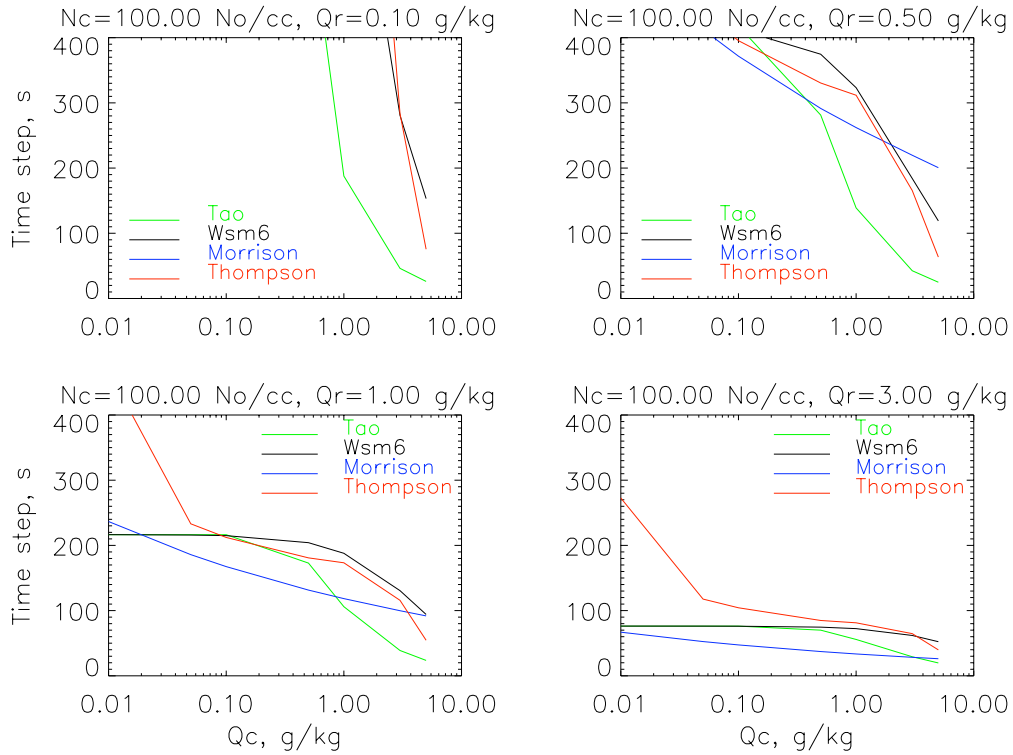 Nc=100.00 No/cc, Qr=0.10 g/kg
400
300
200
100
0
Time step, s
Tao
Wsm6
Morrison
Thompson
0.01 0.10 1.00 10.00
Nc=100.00 No/cc, Qr=0.50 g/kg
400
300
200
100
0
Tao
Wsm6
Morrison
Thompson
0.01 0.10 1.00 10.00
Nc=100.00 No/cc, Qr=1.00 g/kg
400
300
200
100
0
Time step, s
Tao
Wsm6
Morrison
Thompson
0.01 0.10 1.00 10.00
Qc, g/kg
Nc=100.00 No/cc, Qr=3.00 g/kg
400
300
200
100
0
Tao
Wsm6
Morrison
Thompson
0.01 0.10 1.00 10.00
Qc, g/kg